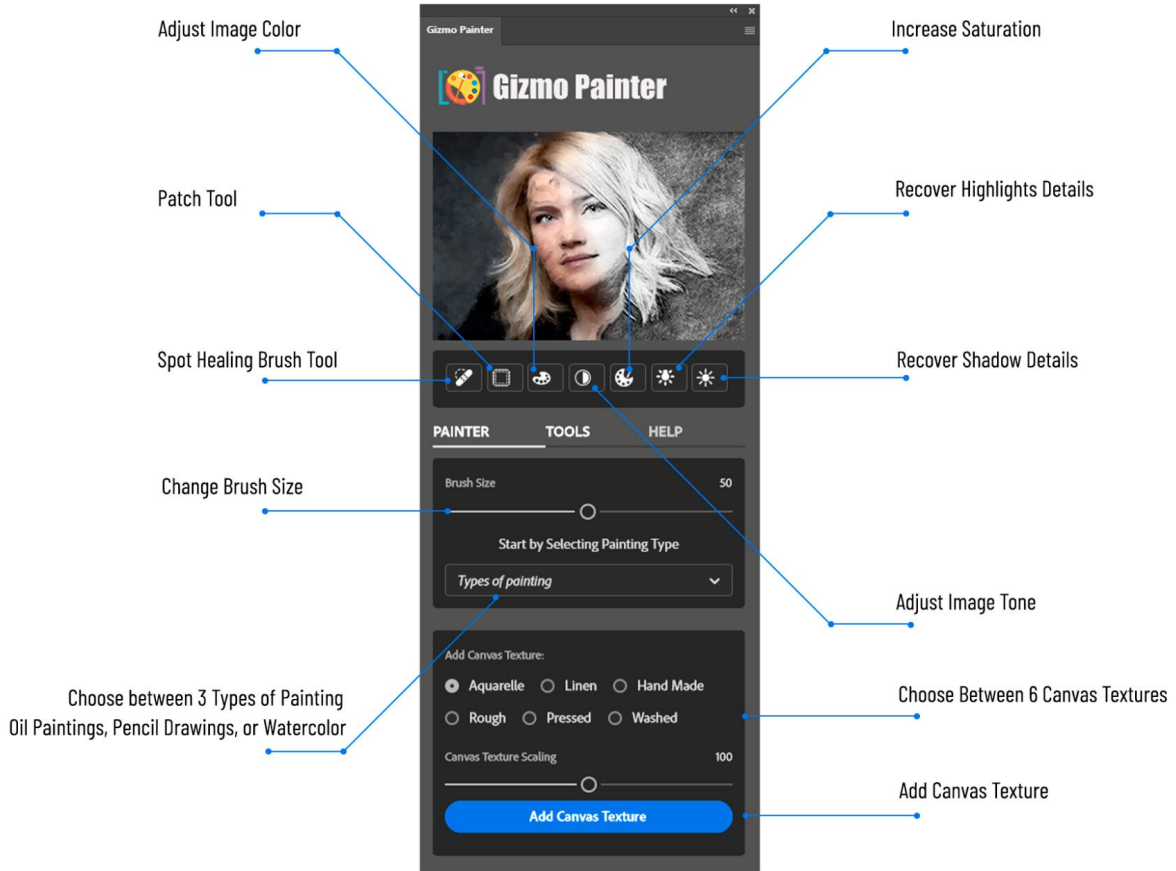 Adjust Image Color
Patch Tool
Spot Healing Brush Tool
Change Brush Size
Choose between 3 Types of Painting
Oil Paintings, Pencil Drawings, or Watercolor
Gizmo Painter
Gizmo Painter
PAINTER TOOLS HELP
Brush Size 50
Start by Selecting Painting Type
Types of painting
Add Canvas Texture:
Aquarelle Linen Hand Made
Rough Pressed Washed
Canvas Texture Scaling 100
Add Canvas Texture
Increase Saturation
Recover Highlights Details
Recover Shadow Details
Adjust Image Tone
Choose Between 6 Canvas Textures
Add Canvas Texture